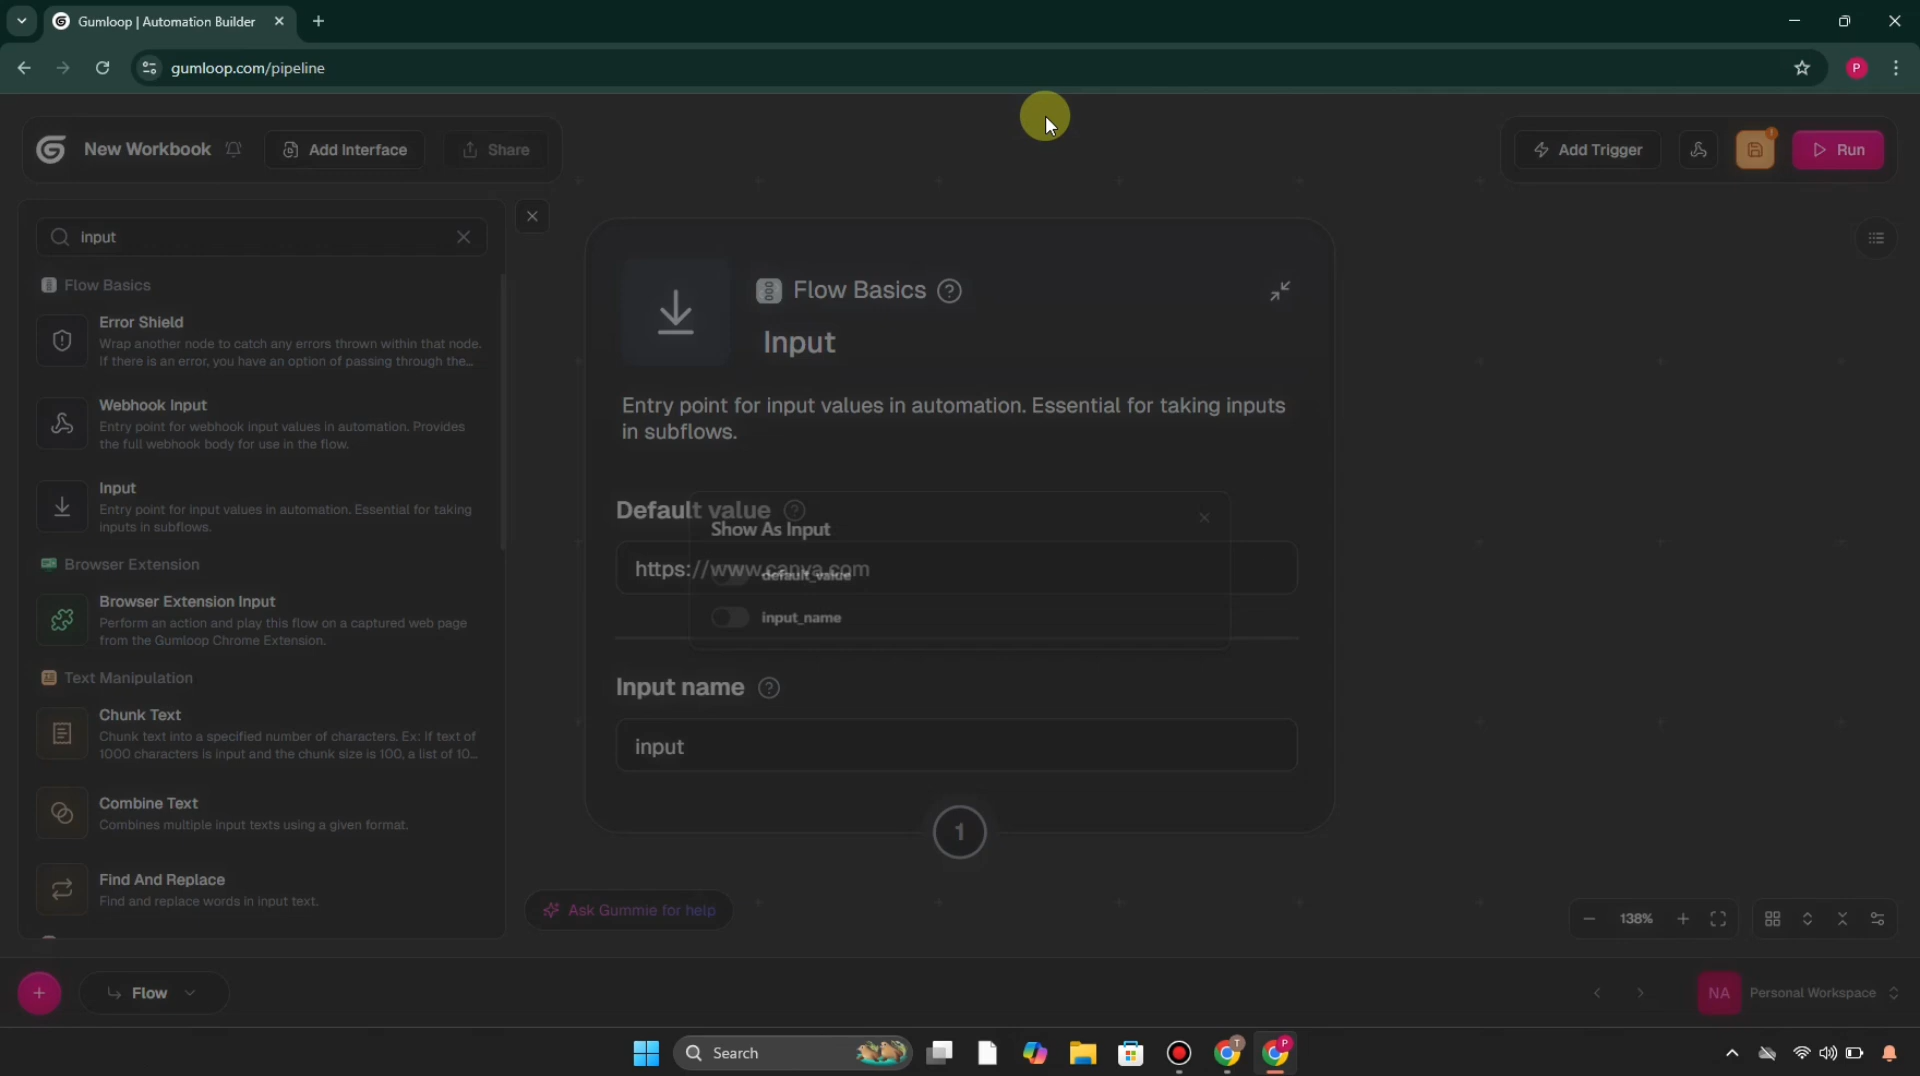 Gumloop | Automation Builder
gumloop.com/pipeline
P
New Workbook
Add Interface
Share
Add Trigger
Run
input
Flow Basics
Error Shield
Wrap another node to catch any errors thrown within that node.
If there is an error, you have an option of passing through the...
Webhook Input
Entry point for webhook input values in automation. Provides
the full webhook body for use in the flow.
Input
Entry point for input values in automation. Essential for taking
inputs in subflows.
Browser Extension
Browser Extension Input
Perform an action and play this flow on a captured web page
from the Gumloop Chrome Extension.
Text Manipulation
Chunk Text
Chunk text into a specified number of characters. Ex: If text of
1000 characters is input and the chunk size is 100, a list of 10...
Combine Text
Combines multiple input texts using a given format.
Find And Replace
Find and replace words in input text.
Flow Basics
Input
Entry point for input values in automation. Essential for taking inputs
in subflows.
Default value
Show As Input
https://www.canva.com
default_value
input_name
Input name
input
1
Ask Gummie for help
138%
Flow
NA
Personal Workspace
Search
T
P